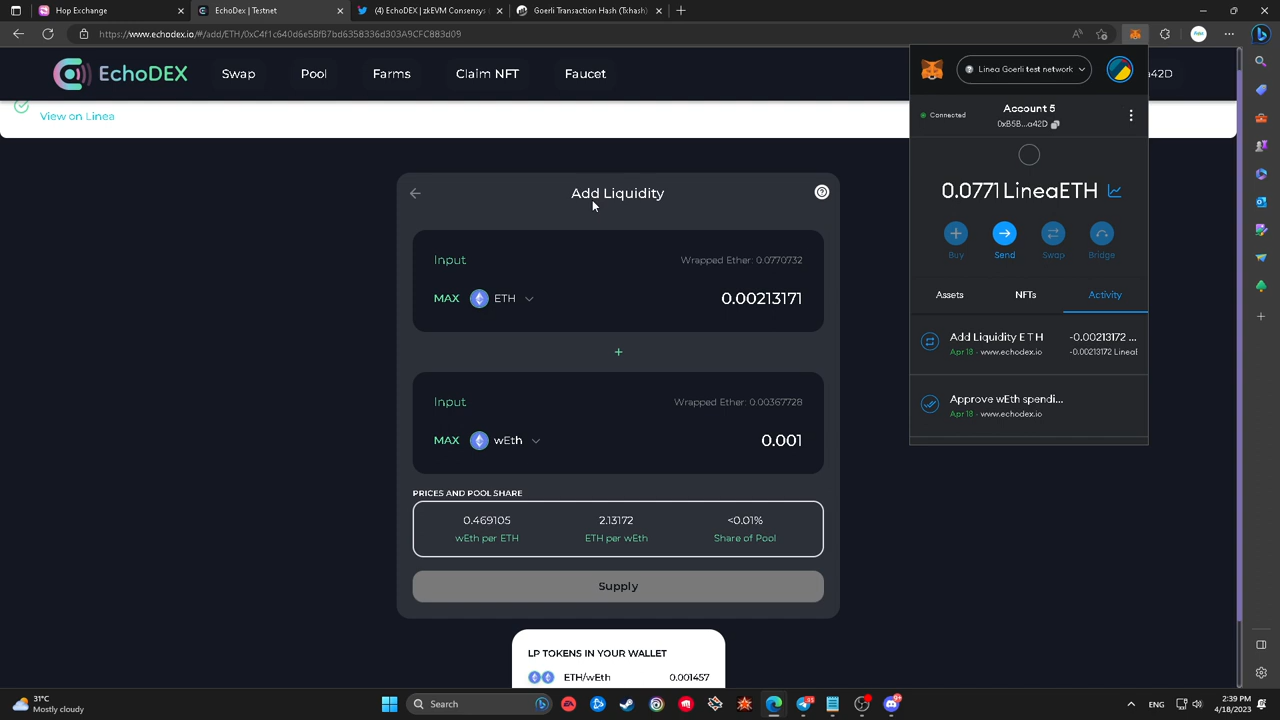 Hop Exchange
EchoDex | Testnet
(4) EchoDEX | zkEVM Consensys
Goerli Transaction Hash (Txhash)
https://www.echodex.io/#/add/ETH/0xC4f1c640d6e5Bf67bd6358336d303A9CFC883d09
EchoDEX
Swap
Pool
Farms
Claim NFT
Faucet
a42D
View on Linea
Linea Goerli test network
Connected
Account 5
0xB5B...a42D
0.0771 LineaETH
Buy
Send
Swap
Bridge
Assets
NFTs
Activity
Add Liquidity E T H
-0.00213172 ...
Apr 18 · www.echodex.io
-0.00213172 LineaE
Approve wEth spendi...
Apr 18 · www.echodex.io
Add Liquidity
Input
Wrapped Ether: 0.0770732
MAX ETH
0.00213171
+
Input
Wrapped Ether: 0.00367728
MAX wEth
0.001
PRICES AND POOL SHARE
0.469105
2.13172
<0.01%
wEth per ETH
ETH per wEth
Share of Pool
Supply
LP TOKENS IN YOUR WALLET
ETH/wEth
0.001457
31°C
Mostly cloudy
Search
ENG
2:39 PM
4/18/2023